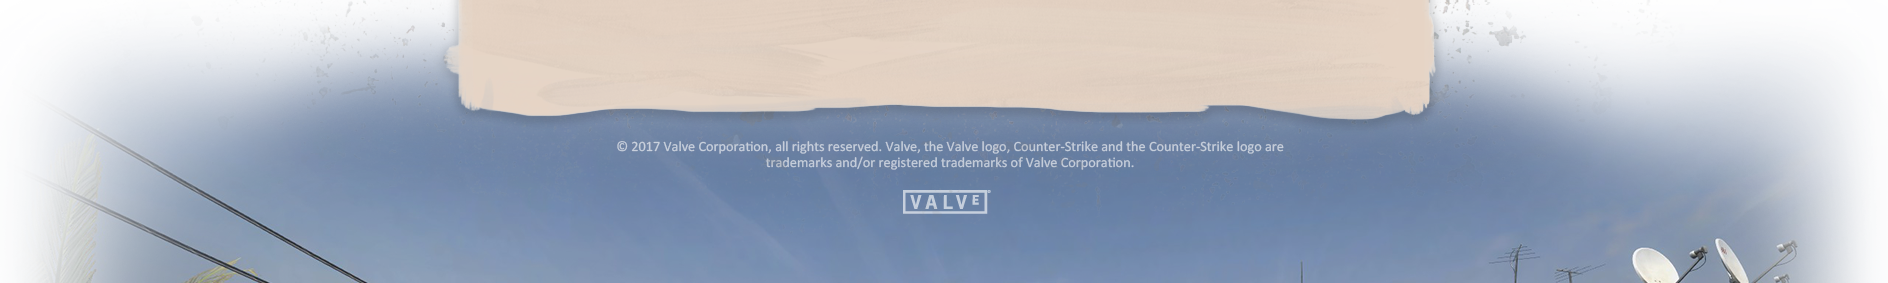 © 2017 Valve Corporation, all rights reserved. Valve, the Valve logo, Counter-Strike and the Counter-Strike logo are
trademarks and/or registered trademarks of Valve Corporation.
VALVE